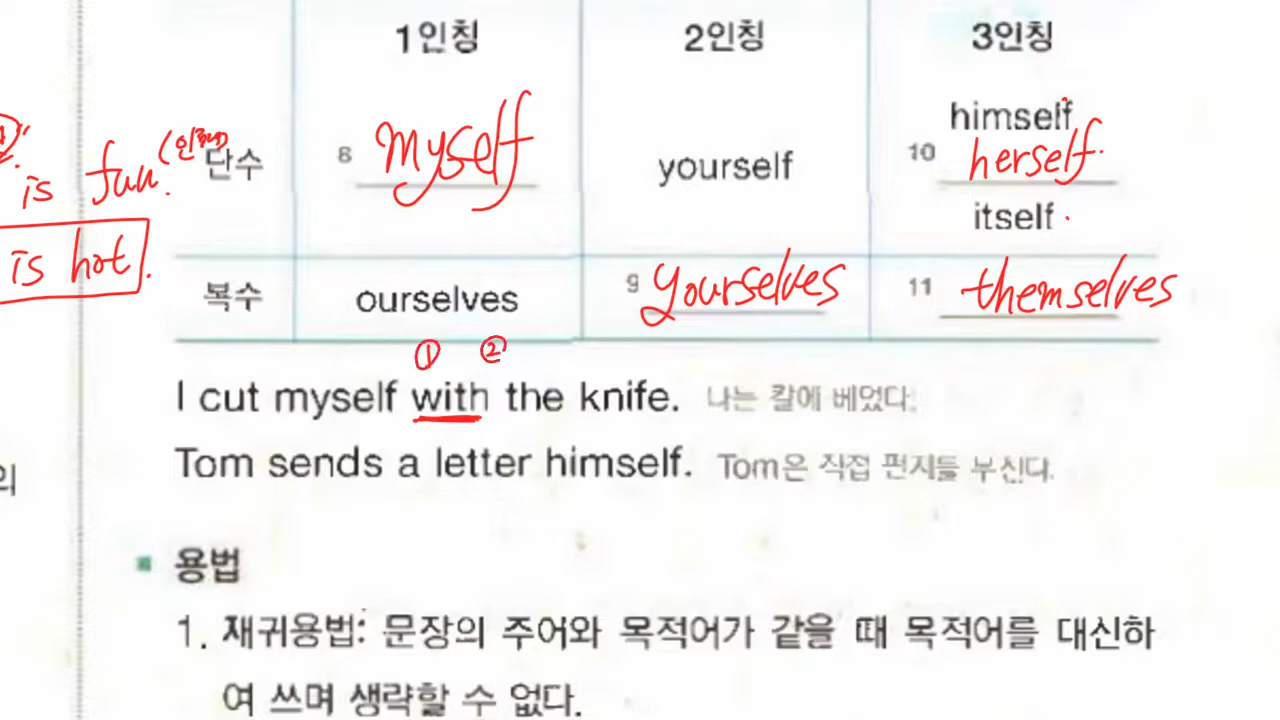 1인칭 2인칭 3인칭
himself
is fun. 단수 8 myself yourself 10 herself.
itself
is hot. 복수 ourselves 9 yourselves 11 themselves
① ②
I cut myself with the knife. 나는 칼에 베었다.
Tom sends a letter himself. Tom은 직접 편지를 부친다.
의
용법
1. 재귀용법: 문장의 주어와 목적어가 같을 때 목적어를 대신하
여 쓰며 생략할 수 없다.